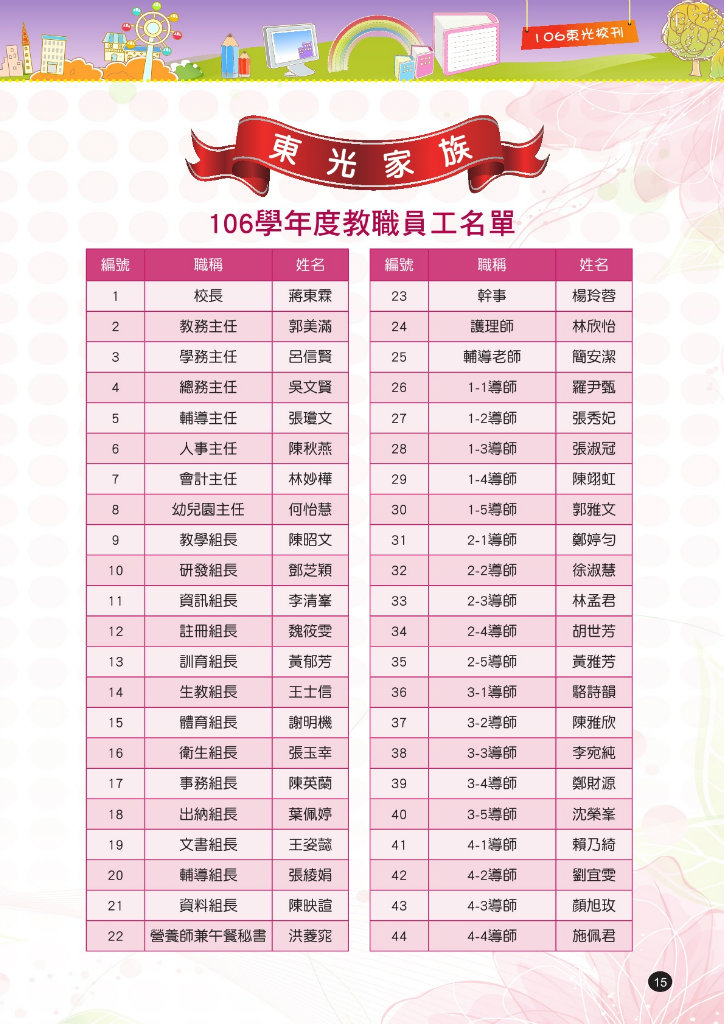 106東光校刊
東光家族
106學年度教職員工名單
編號 職稱 姓名
1 校長 蔣東霖
2 教務主任 郭美滿
3 學務主任 呂信賢
4 總務主任 吳文賢
5 輔導主任 張瓊文
6 人事主任 陳秋燕
7 會計主任 林妙樺
8 幼兒園主任 何怡慧
9 教學組長 陳昭文
10 研發組長 鄧芝穎
11 資訊組長 李清峯
12 註冊組長 魏筱雯
13 訓育組長 黃郁芳
14 生教組長 王士信
15 體育組長 謝明機
16 衛生組長 張玉幸
17 事務組長 陳英蘭
18 出納組長 葉佩婷
19 文書組長 王姿懿
20 輔導組長 張綾娟
21 資料組長 陳映諠
22 營養師兼午餐秘書 洪菱窕
編號 職稱 姓名
23 幹事 楊玲蓉
24 護理師 林欣怡
25 輔導老師 簡安潔
26 1-1導師 羅尹甄
27 1-2導師 張秀妃
28 1-3導師 張淑冠
29 1-4導師 陳翊虹
30 1-5導師 郭雅文
31 2-1導師 鄭婷勻
32 2-2導師 徐淑慧
33 2-3導師 林孟君
34 2-4導師 胡世芳
35 2-5導師 黃雅芳
36 3-1導師 駱詩韻
37 3-2導師 陳雅欣
38 3-3導師 李宛純
39 3-4導師 鄭財源
40 3-5導師 沈榮峯
41 4-1導師 賴乃綺
42 4-2導師 劉宜雯
43 4-3導師 顏旭玫
44 4-4導師 施佩君
15